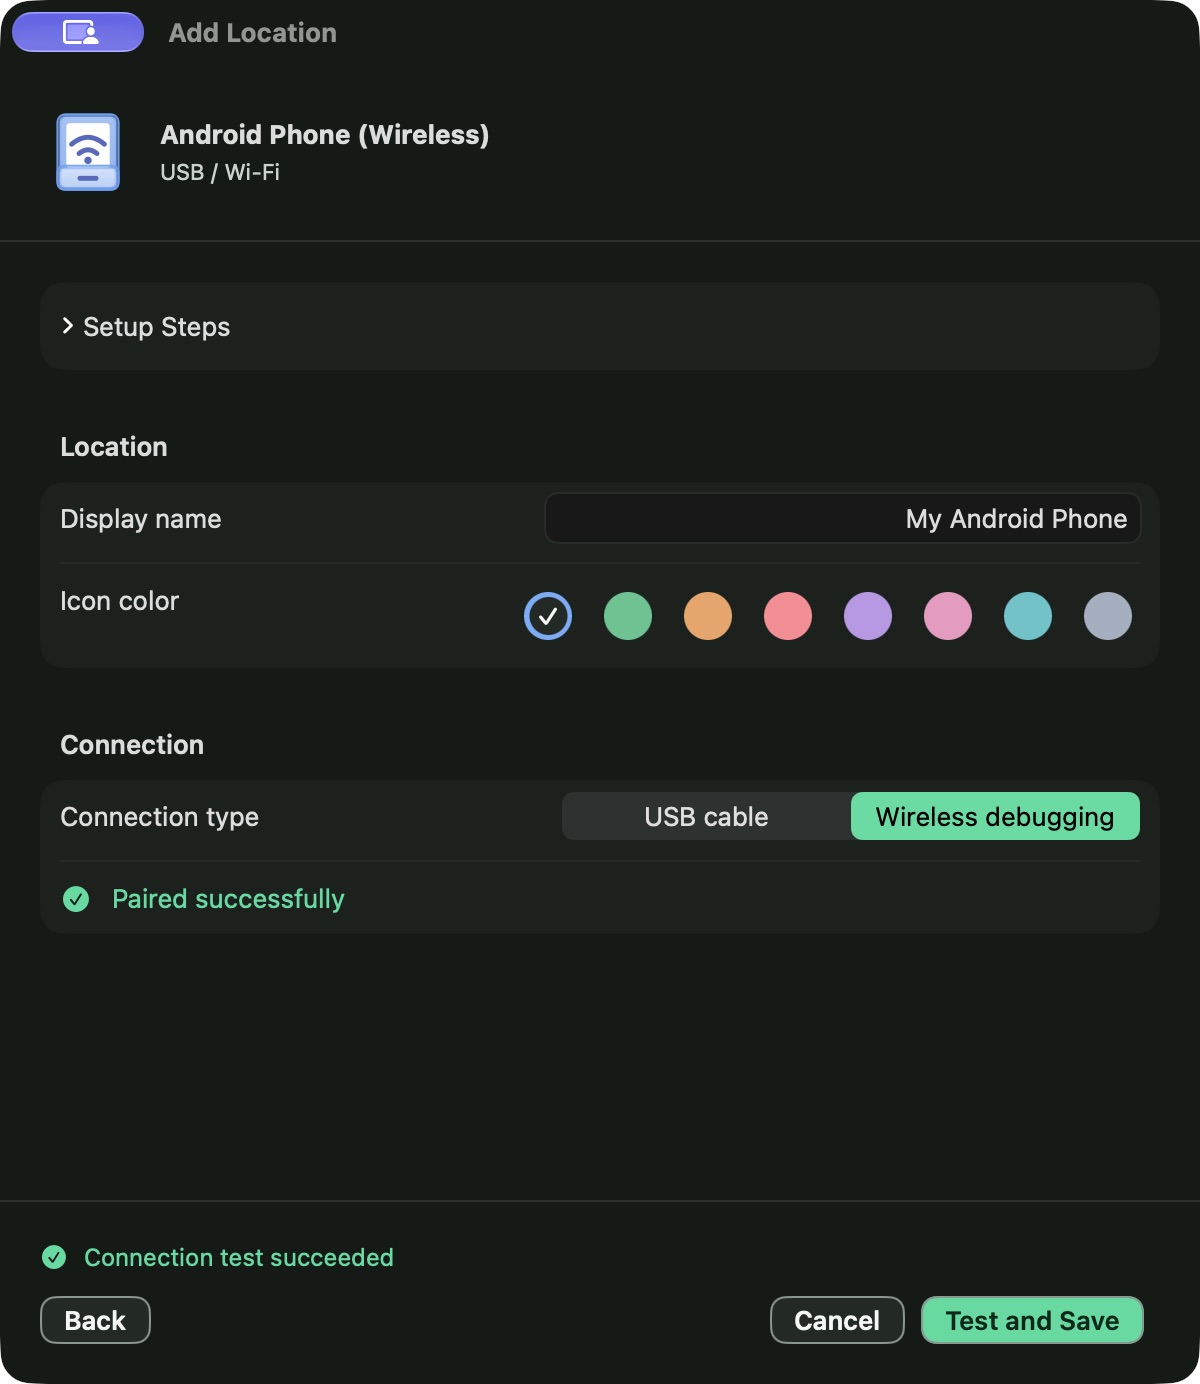 Add Location
Android Phone (Wireless)
USB / Wi-Fi
Setup Steps
Location
Display name
My Android Phone
Icon color
Connection
Connection type
USB cable
Wireless debugging
Paired successfully
Connection test succeeded
Back
Cancel
Test and Save